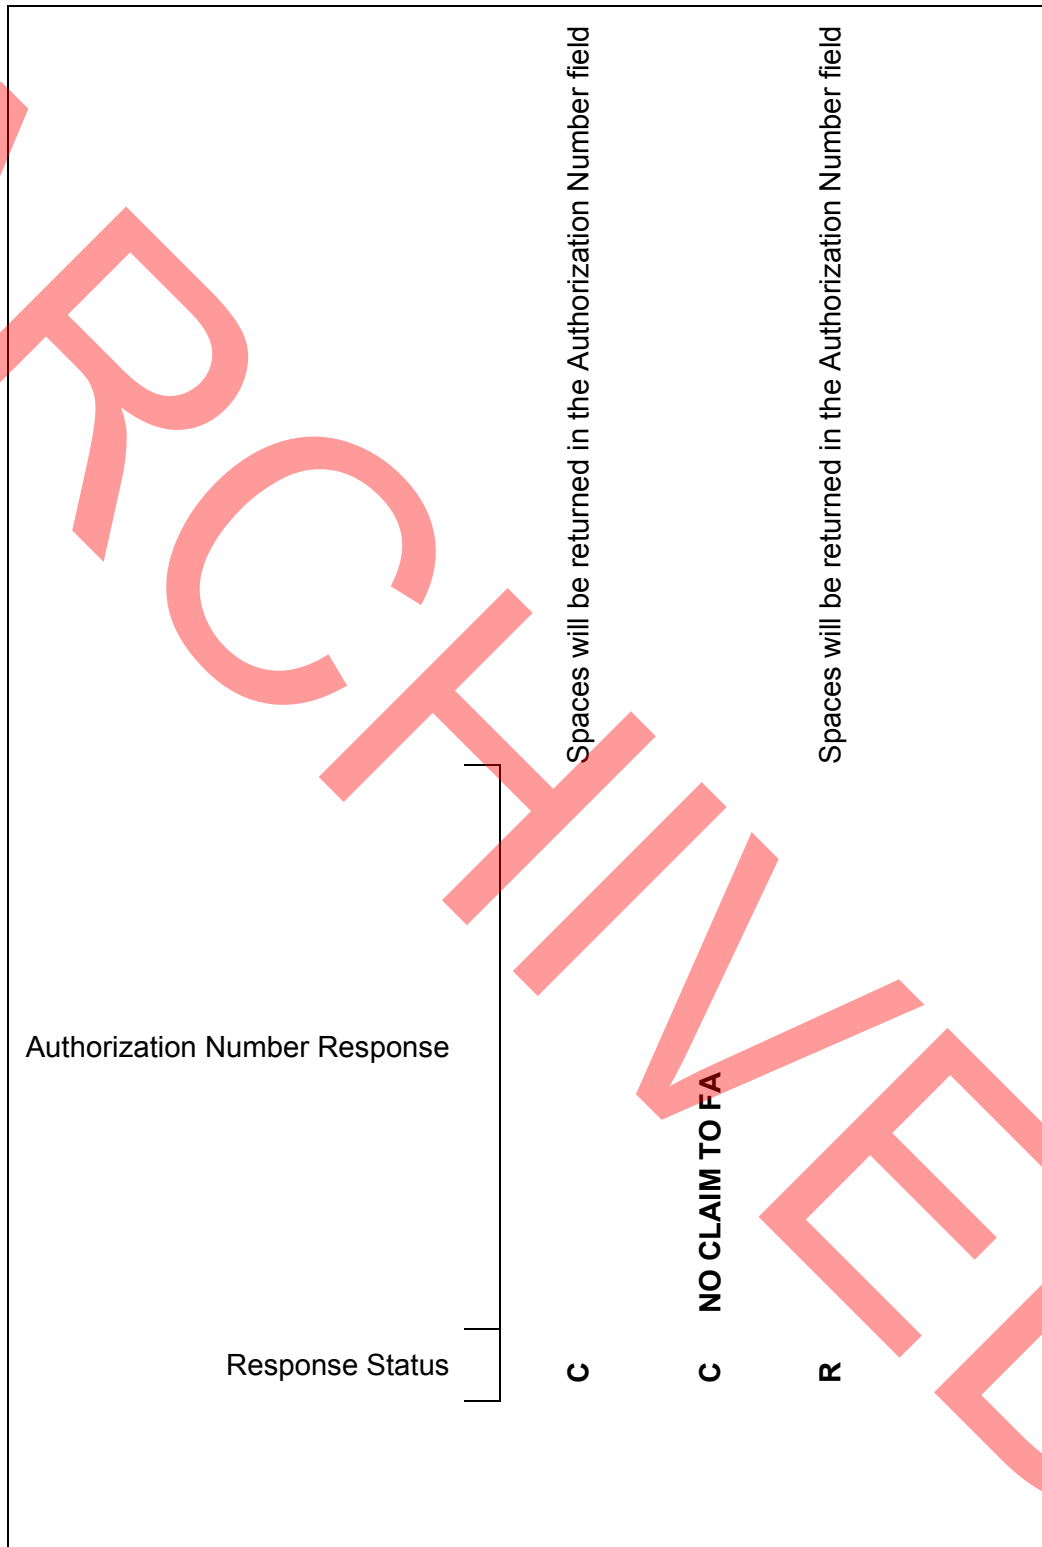 Authorization Number Response
Response Status
C Spaces will be returned in the Authorization Number field
C NO CLAIM TO FA
R Spaces will be returned in the Authorization Number field
ARCHIVED